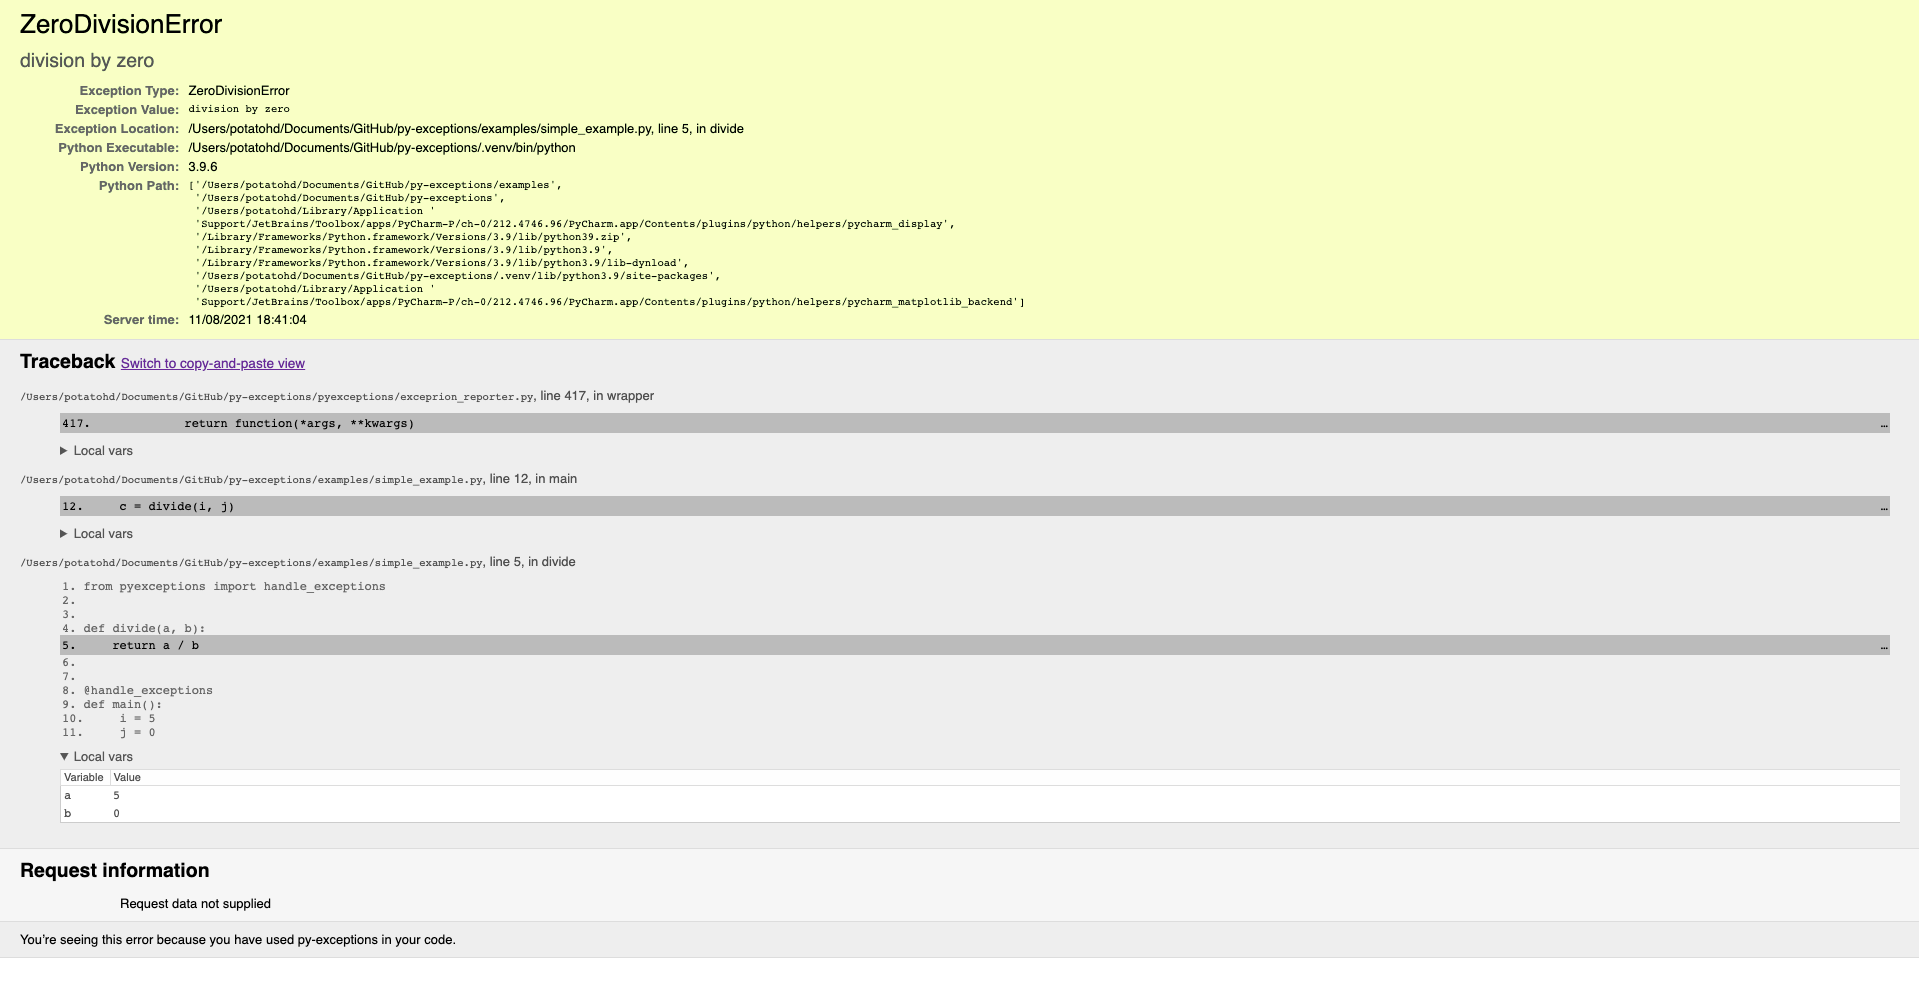 ZeroDivisionError
division by zero
Exception Type: ZeroDivisionError
Exception Value: division by zero
Exception Location: /Users/potatohd/Documents/GitHub/py-exceptions/examples/simple_example.py, line 5, in divide
Python Executable: /Users/potatohd/Documents/GitHub/py-exceptions/.venv/bin/python
Python Version: 3.9.6
Python Path: ['/Users/potatohd/Documents/GitHub/py-exceptions/examples',
'/Users/potatohd/Documents/GitHub/py-exceptions',
'/Users/potatohd/Library/Application '
'Support/JetBrains/Toolbox/apps/PyCharm-P/ch-0/212.4746.96/PyCharm.app/Contents/plugins/python/helpers/pycharm_display',
'/Library/Frameworks/Python.framework/Versions/3.9/lib/python39.zip',
'/Library/Frameworks/Python.framework/Versions/3.9/lib/python3.9',
'/Library/Frameworks/Python.framework/Versions/3.9/lib/python3.9/lib-dynload',
'/Users/potatohd/Documents/GitHub/py-exceptions/.venv/lib/python3.9/site-packages',
'/Users/potatohd/Library/Application '
'Support/JetBrains/Toolbox/apps/PyCharm-P/ch-0/212.4746.96/PyCharm.app/Contents/plugins/python/helpers/pycharm_matplotlib_backend']
Server time: 11/08/2021 18:41:04
Traceback Switch to copy-and-paste view
/Users/potatohd/Documents/GitHub/py-exceptions/pyexceptions/exceprion_reporter.py, line 417, in wrapper
417. return function(*args, **kwargs) …
▶ Local vars
/Users/potatohd/Documents/GitHub/py-exceptions/examples/simple_example.py, line 12, in main
12. c = divide(i, j) …
▶ Local vars
/Users/potatohd/Documents/GitHub/py-exceptions/examples/simple_example.py, line 5, in divide
1. from pyexceptions import handle_exceptions
2.
3.
4. def divide(a, b):
5. return a / b …
6.
7.
8. @handle_exceptions
9. def main():
10. i = 5
11. j = 0
▼ Local vars
Variable Value
a 5
b 0
Request information
Request data not supplied
You’re seeing this error because you have used py-exceptions in your code.